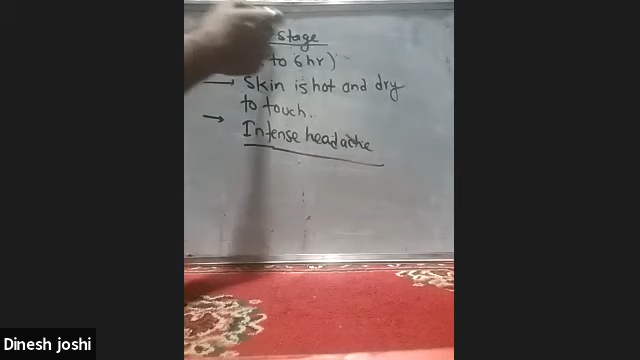 stage
to 6hr)
→ Skin is hot and dry
to touch.
→ Intense headache
Dinesh joshi